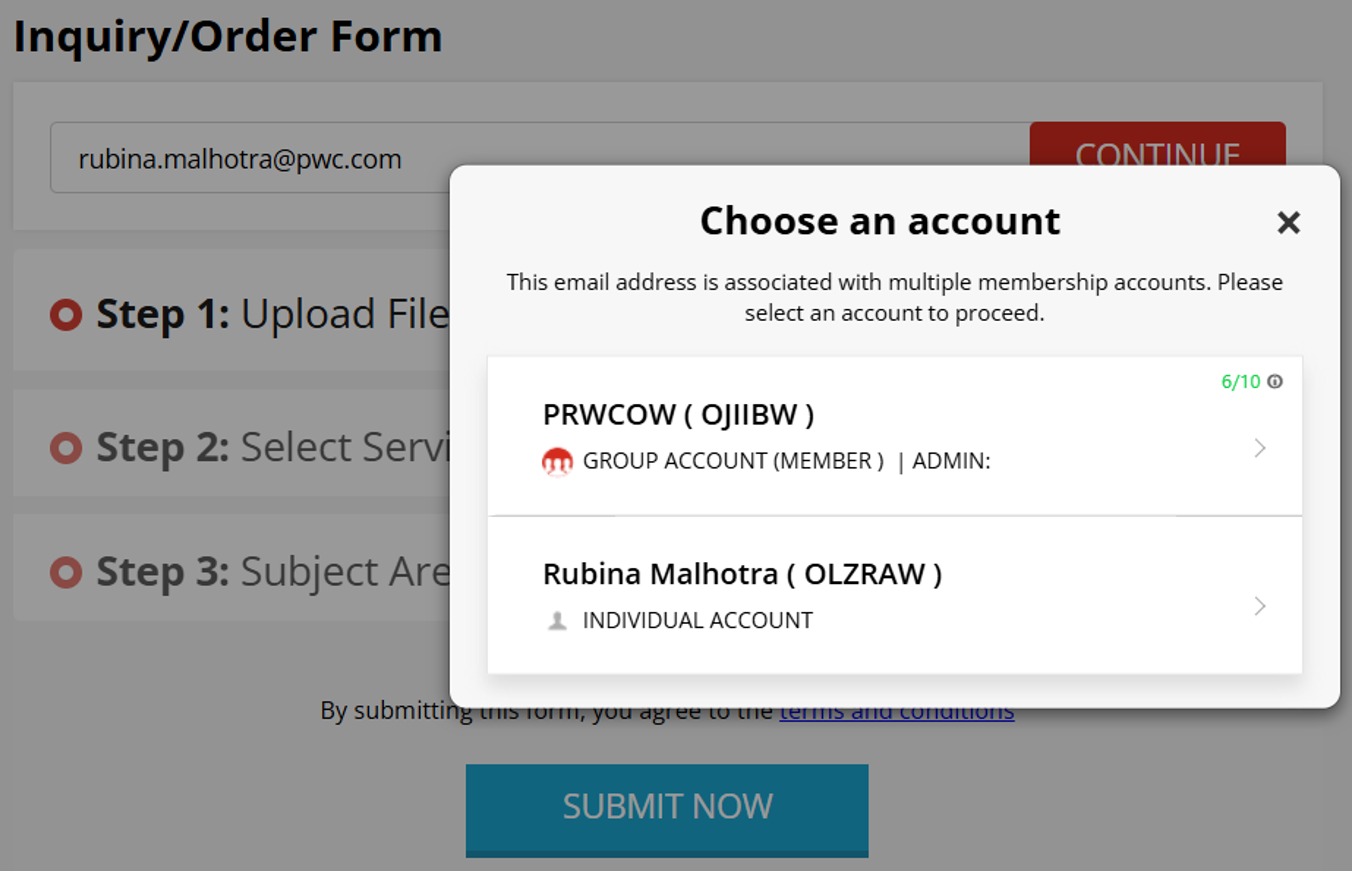 Inquiry/Order Form
rubina.malhotra@pwc.com
CONTINUE
Choose an account
This email address is associated with multiple membership accounts. Please
select an account to proceed.
6/10
PRWCOW ( OJIIBW )
GROUP ACCOUNT (MEMBER ) | ADMIN:
Rubina Malhotra ( OLZRAW )
INDIVIDUAL ACCOUNT
Step 1: Upload File
Step 2: Select Servi
Step 3: Subject Are
By submitting this form, you agree to the terms and conditions
SUBMIT NOW